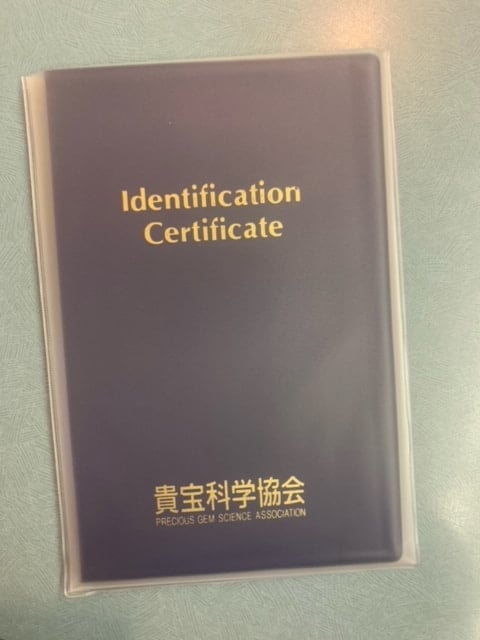 Identification
Certificate
貴宝科学協会
PRECIOUS GEM SCIENCE ASSOCIATION